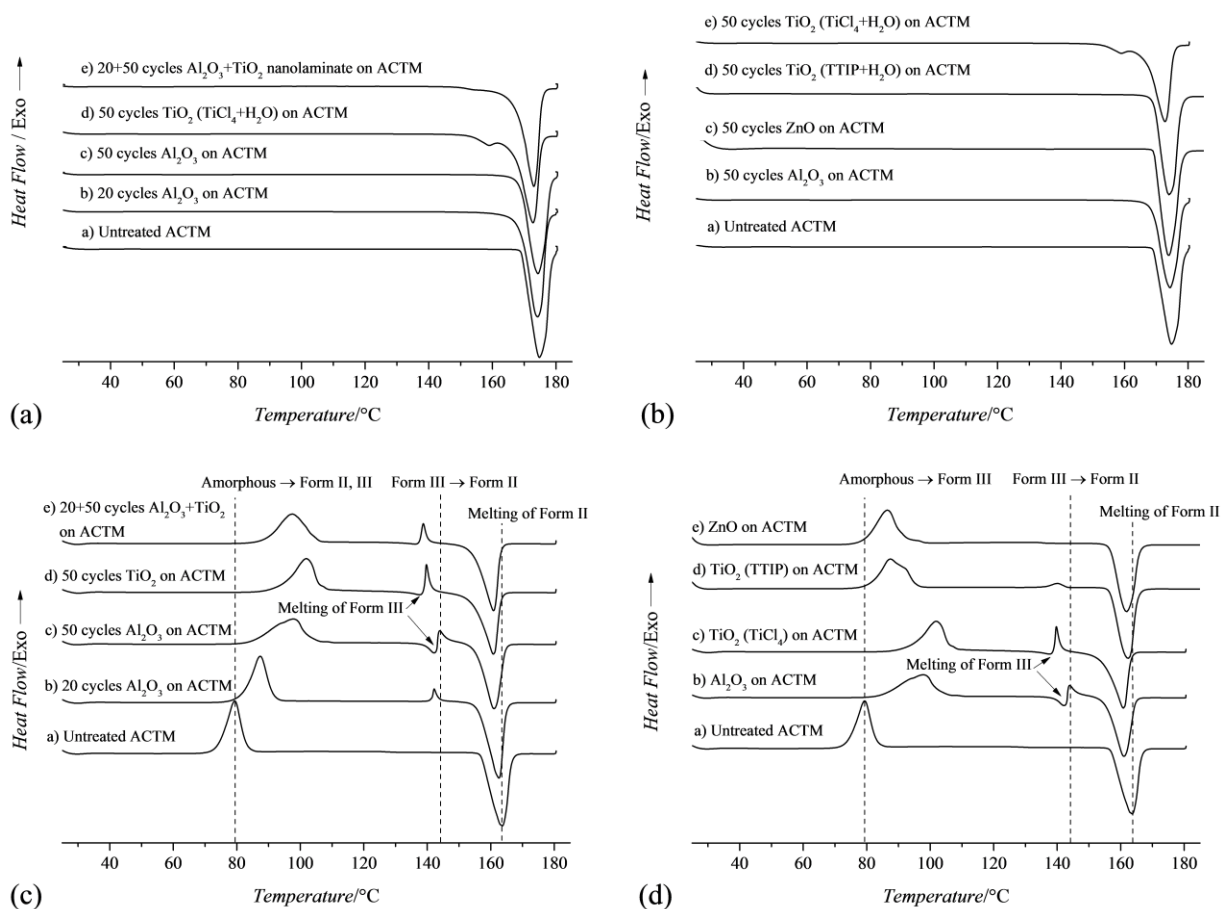 e) 20+50 cycles Al₂O₃+TiO₂ nanolaminate on ACTM
d) 50 cycles TiO₂ (TiCl₄+H₂O) on ACTM
c) 50 cycles Al₂O₃ on ACTM
b) 20 cycles Al₂O₃ on ACTM
a) Untreated ACTM
Heat Flow / Exo
40 60 80 100 120 140 160 180
Temperature/°C
(a)
e) 50 cycles TiO₂ (TiCl₄+H₂O) on ACTM
d) 50 cycles TiO₂ (TTIP+H₂O) on ACTM
c) 50 cycles ZnO on ACTM
b) 50 cycles Al₂O₃ on ACTM
a) Untreated ACTM
Heat Flow/Exo
40 60 80 100 120 140 160 180
Temperature/°C
(b)
Amorphous → Form II, III Form III → Form II
Melting of Form II
e) 20+50 cycles Al₂O₃+TiO₂
on ACTM
d) 50 cycles TiO₂ on ACTM
Melting of Form III
c) 50 cycles Al₂O₃ on ACTM
b) 20 cycles Al₂O₃ on ACTM
a) Untreated ACTM
Heat Flow/Exo
40 60 80 100 120 140 160 180
Temperature/°C
(c)
Amorphous → Form III Form III → Form II
Melting of Form II
e) ZnO on ACTM
d) TiO₂ (TTIP) on ACTM
c) TiO₂ (TiCl₄) on ACTM
Melting of Form III
b) Al₂O₃ on ACTM
a) Untreated ACTM
Heat Flow/Exo
40 60 80 100 120 140 160 180
Temperature/°C
(d)